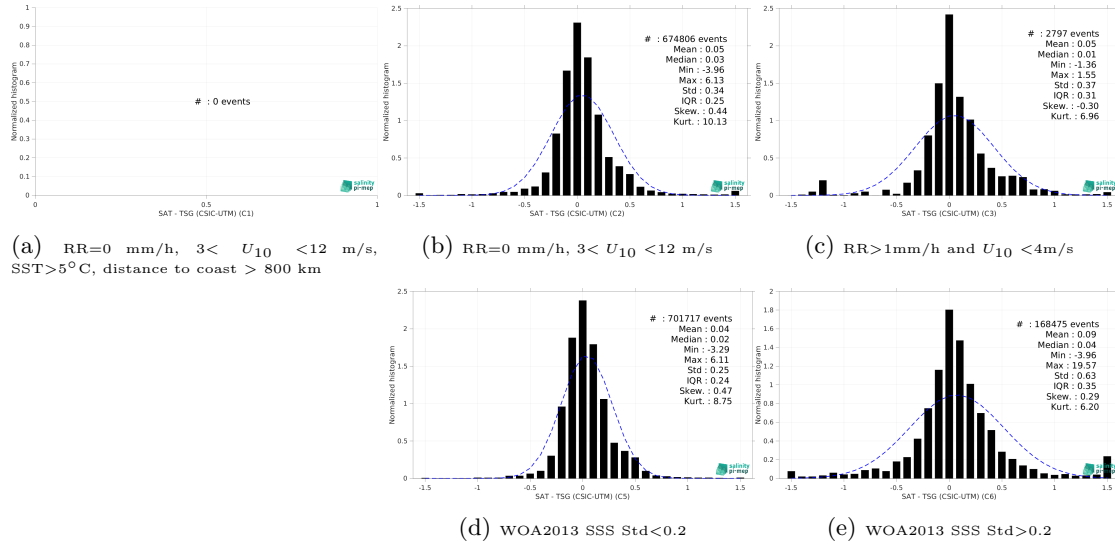 1
0.9
0.8
0.7
0.6
0.5
0.4
0.3
0.2
0.1
0
Normalized histogram
# : 0 events
salinity
pi-mep
0
0.5
1
SAT - TSG (CSIC-UTM) (C1)
(a) RR=0 mm/h, 3< U10 <12 m/s,
SST>5°C, distance to coast > 800 km
2.5
2
1.5
1
0.5
0
Normalized histogram
# : 674806 events
Mean : 0.05
Median : 0.03
Min : -3.96
Max : 6.13
Std : 0.34
IQR : 0.25
Skew. : 0.44
Kurt. : 10.13
salinity
pi-mep
-1.5
-1
-0.5
0
0.5
1
1.5
SAT - TSG (CSIC-UTM) (C2)
(b) RR=0 mm/h, 3< U10 <12 m/s
2.5
2
1.5
1
0.5
0
Normalized histogram
# : 2797 events
Mean : 0.05
Median : 0.01
Min : -1.36
Max : 1.55
Std : 0.37
IQR : 0.31
Skew. : -0.30
Kurt. : 6.96
salinity
pi-mep
-1.5
-1
-0.5
0
0.5
1
1.5
SAT - TSG (CSIC-UTM) (C3)
(c) RR>1mm/h and U10 <4m/s
2.5
2
1.5
1
0.5
0
Normalized histogram
# : 701717 events
Mean : 0.04
Median : 0.02
Min : -3.29
Max : 6.11
Std : 0.25
IQR : 0.24
Skew. : 0.47
Kurt. : 8.75
salinity
pi-mep
-1.5
-1
-0.5
0
0.5
1
1.5
SAT - TSG (CSIC-UTM) (C5)
(d) WOA2013 SSS Std<0.2
2
1.8
1.6
1.4
1.2
1
0.8
0.6
0.4
0.2
0
Normalized histogram
# : 168475 events
Mean : 0.09
Median : 0.04
Min : -3.96
Max : 19.57
Std : 0.63
IQR : 0.35
Skew. : 0.29
Kurt. : 6.20
salinity
pi-mep
-1.5
-1
-0.5
0
0.5
1
1.5
SAT - TSG (CSIC-UTM) (C6)
(e) WOA2013 SSS Std>0.2